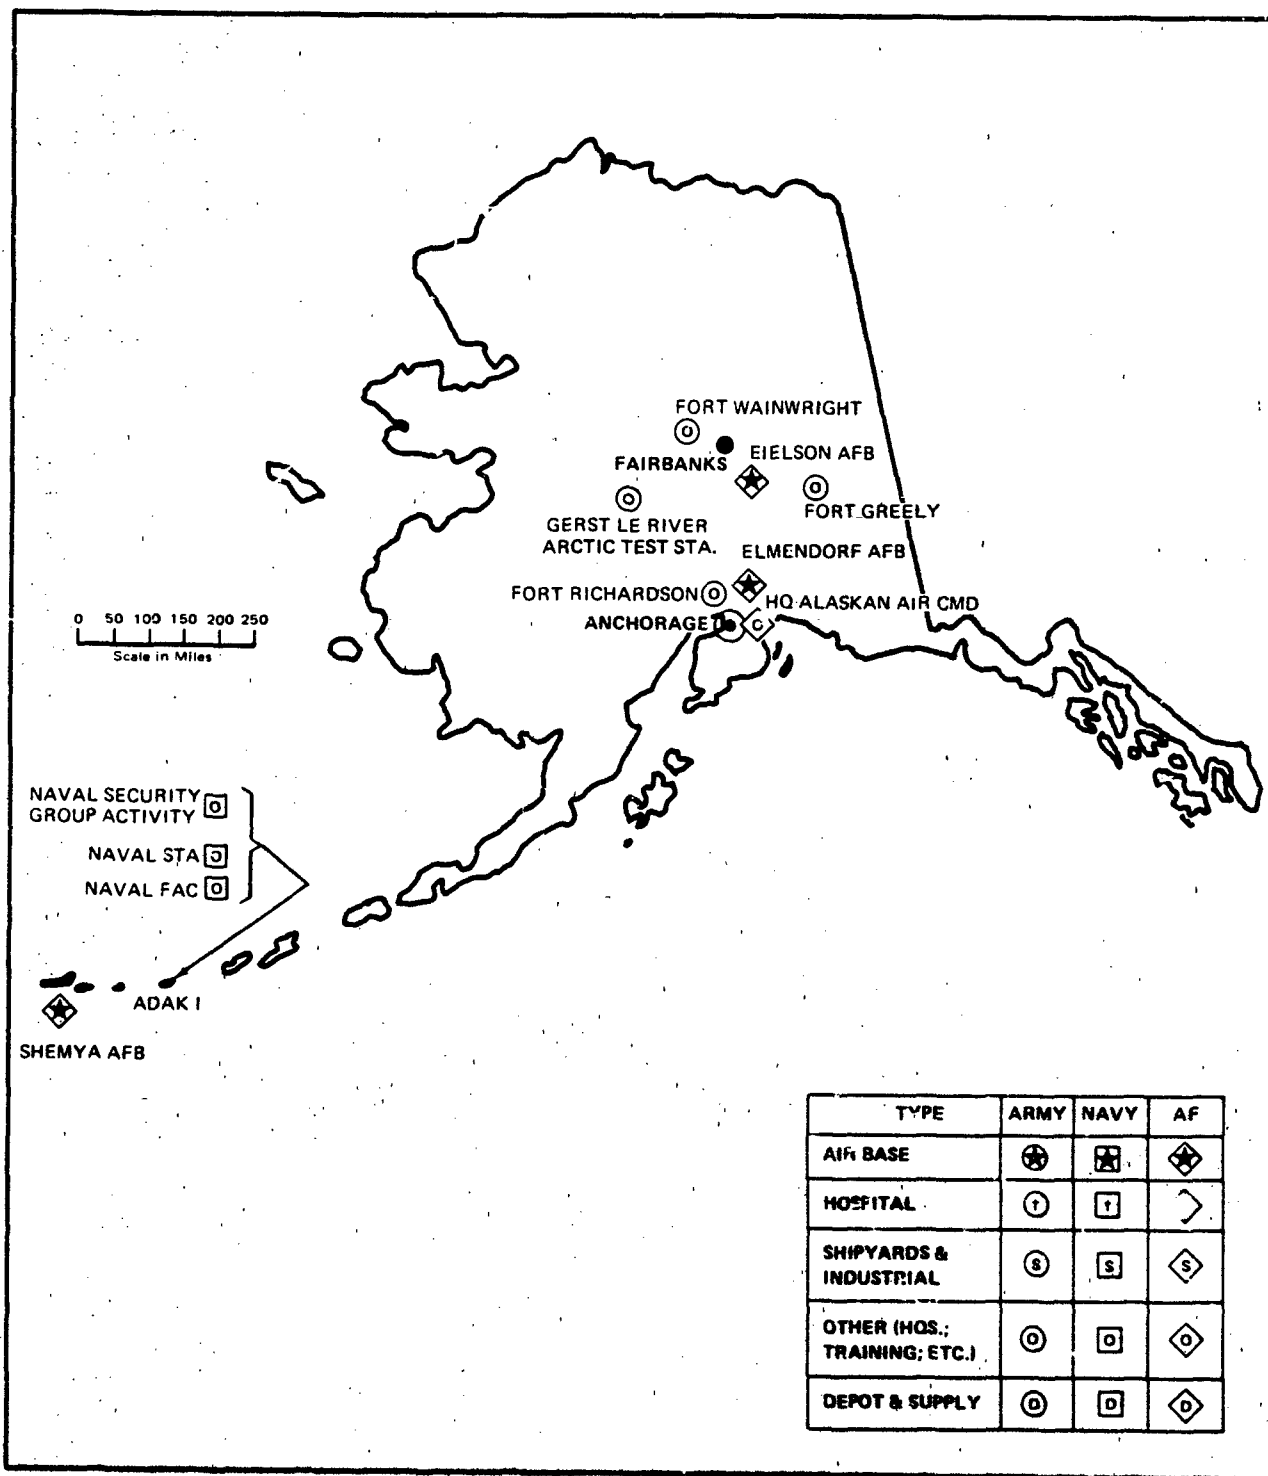 FORT WAINWRIGHT
O
FAIRBANKS
EIELSON AFB
O
O
FORT GREELY
GERST LE RIVER
ARCTIC TEST STA.
ELMENDORF AFB
FORT RICHARDSON O
HQ ALASKAN AIR CMD
ANCHORAGE
0 50 100 150 200 250
Scale in Miles
NAVAL SECURITY
GROUP ACTIVITY O
NAVAL STA O
NAVAL FAC O
ADAK I
SHEMYA AFB
TYPE ARMY NAVY AF
AIR BASE
HOSPITAL
SHIPYARDS & INDUSTRIAL S S S
OTHER (HQS.;
TRAINING; ETC.) O O O
DEPOT & SUPPLY D D D